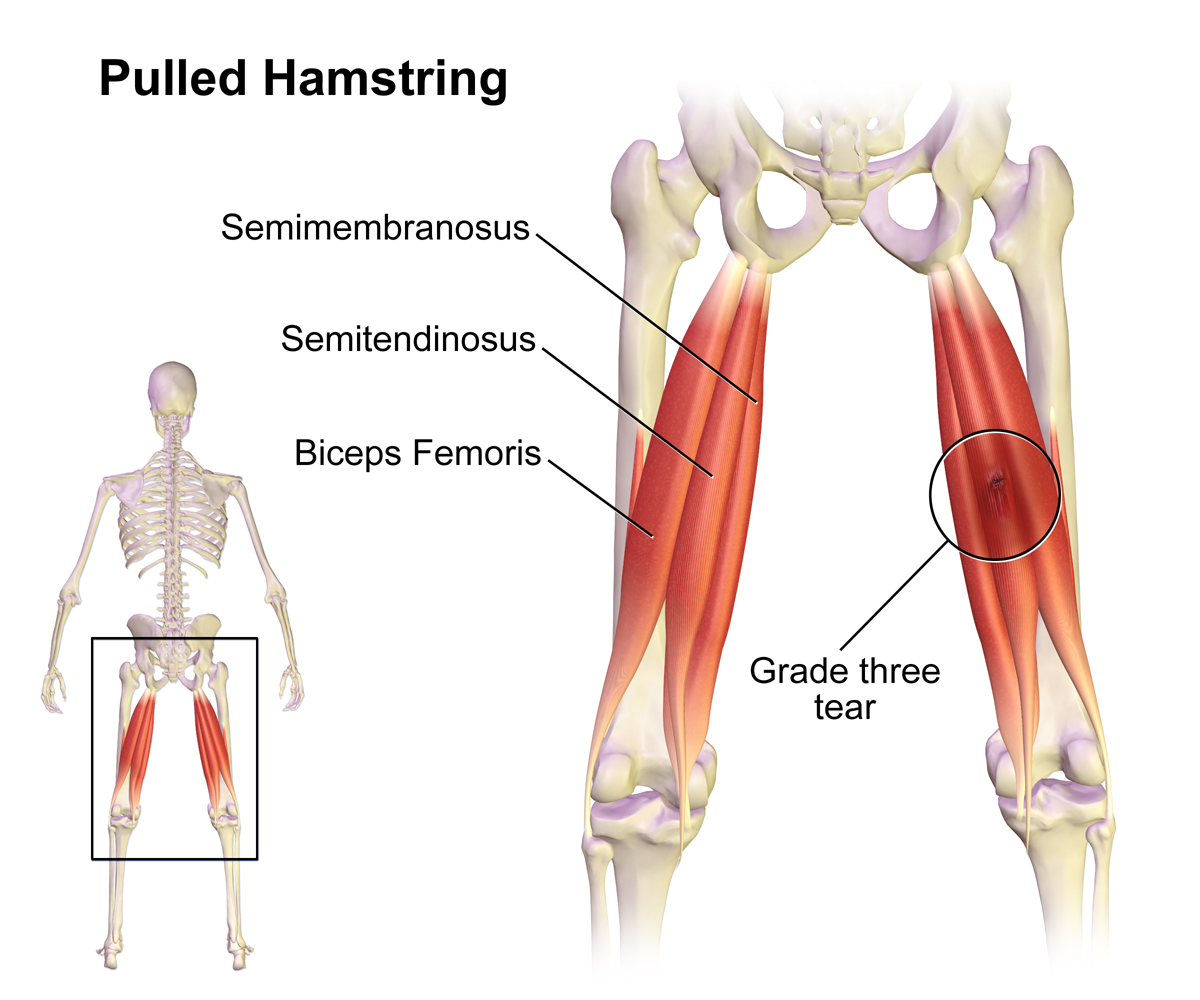 Pulled Hamstring
Semimembranosus
Semitendinosus
Biceps Femoris
Grade three
tear